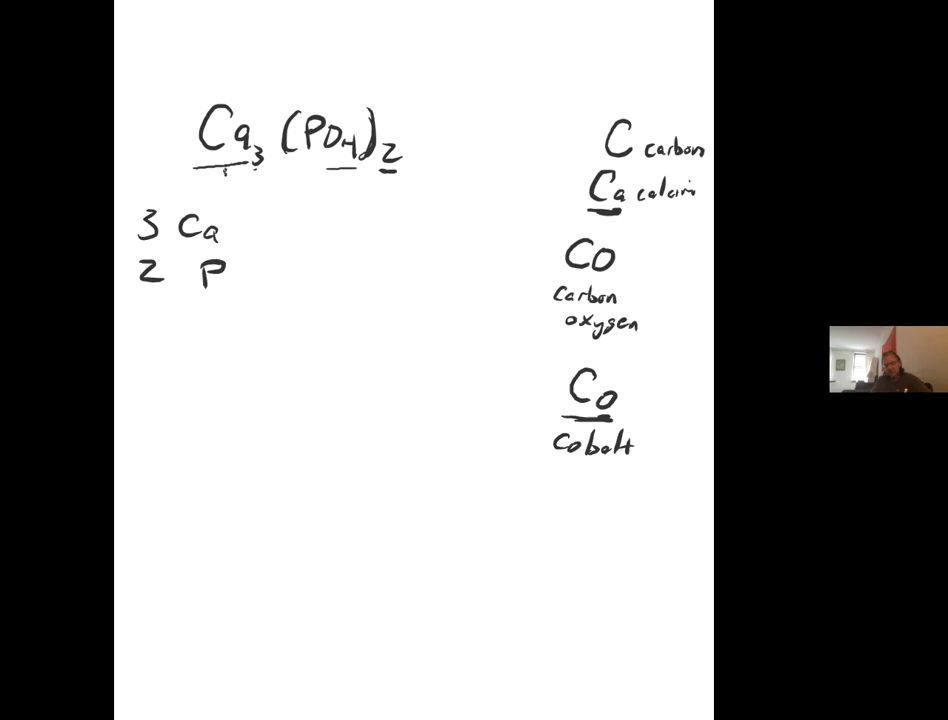 Ca₃(PO₄)₂
3 Ca
2 P
C carbon
Ca
CO
carbon
oxygen
Co
cobalt